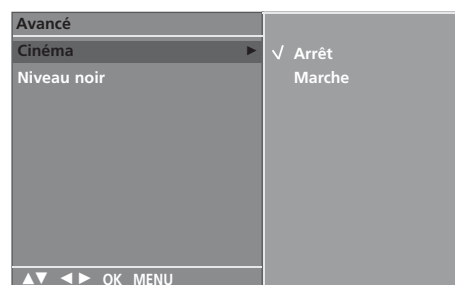 Avancé
Cinéma ▶
Niveau noir
√ Arrêt
Marche
▲▼ ◀▶ OK MENU